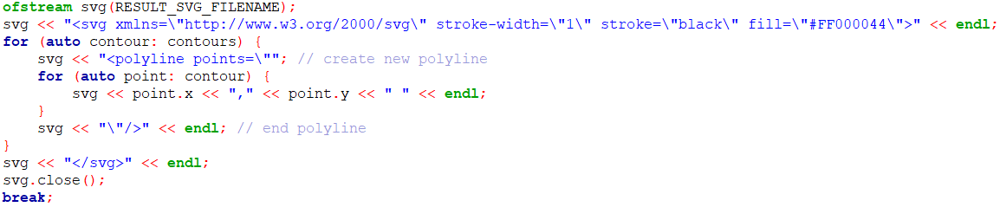 ofstream svg(RESULT_SVG_FILENAME);
svg << "<svg xmlns=\"http://www.w3.org/2000/svg\" stroke-width=\"1\" stroke=\"black\" fill=\"#FF000044\">" << endl;
for (auto contour: contours) {
    svg << "<polyline points=\""; // create new polyline
    for (auto point: contour) {
        svg << point.x << "," << point.y << " " << endl;
    }
    svg << "\"/>" << endl; // end polyline
}
svg << "</svg>" << endl;
svg.close();
break;